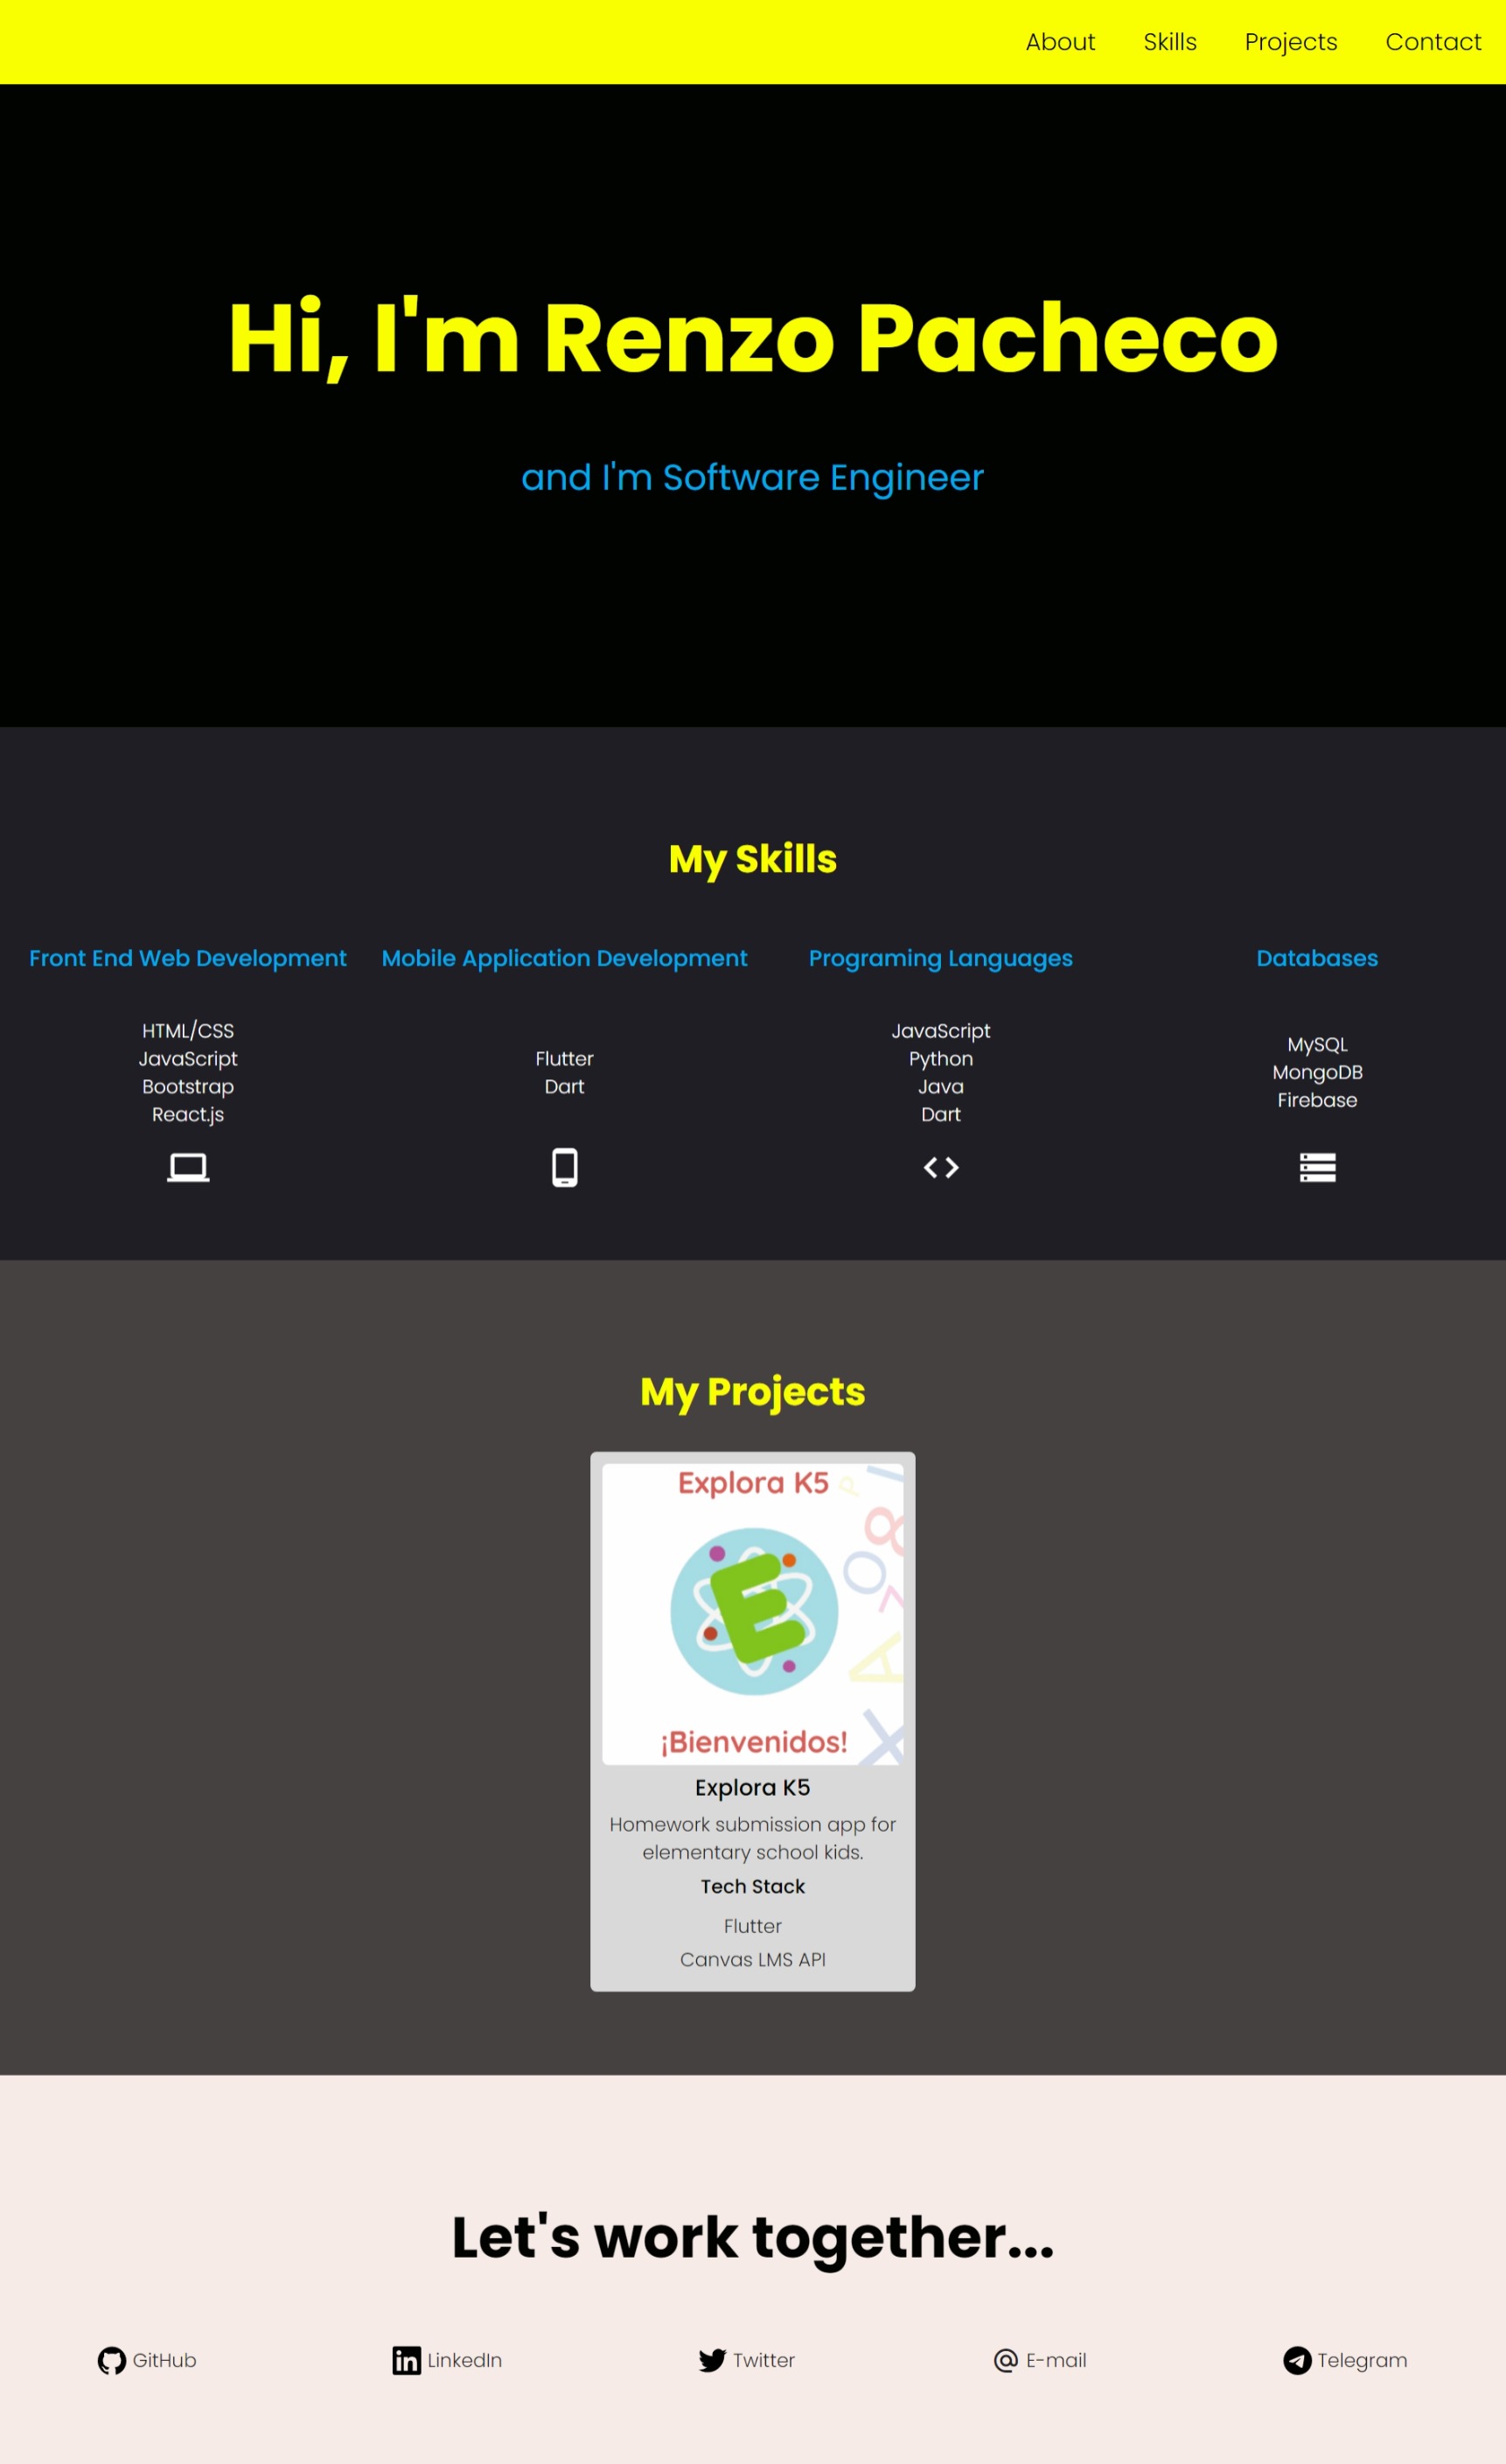 About Skills Projects Contact
Hi, I'm Renzo Pacheco
and I'm Software Engineer
My Skills
Front End Web Development
HTML/CSS
JavaScript
Bootstrap
React.js
Mobile Application Development
Flutter
Dart
Programing Languages
JavaScript
Python
Java
Dart
Databases
MySQL
MongoDB
Firebase
My Projects
Explora K5
E
¡Bienvenidos!
Explora K5
Homework submission app for
elementary school kids.
Tech Stack
Flutter
Canvas LMS API
Let's work together...
GitHub
LinkedIn
Twitter
E-mail
Telegram